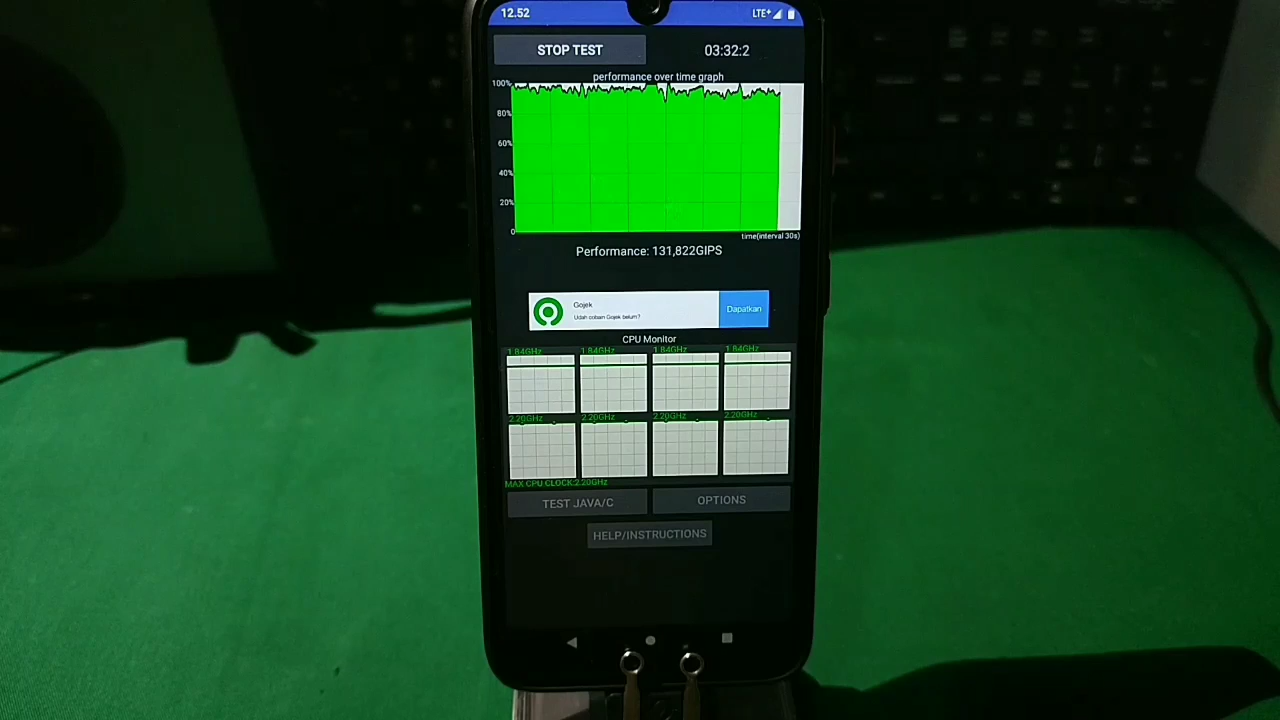 12.52 LTE+
STOP TEST 03:32:2
performance over time graph
100%
80%
60%
40%
20%
0
time(interval 30s)
Performance: 131,822GIPS
Gojek
Udah cobain Gojek belum?
Dapatkan
CPU Monitor
1.84GHz 1.84GHz 1.84GHz 1.84GHz
2.20GHz 2.20GHz 2.20GHz 2.20GHz
MAX CPU CLOCK:2.20GHz
TEST JAVA/C OPTIONS
HELP/INSTRUCTIONS